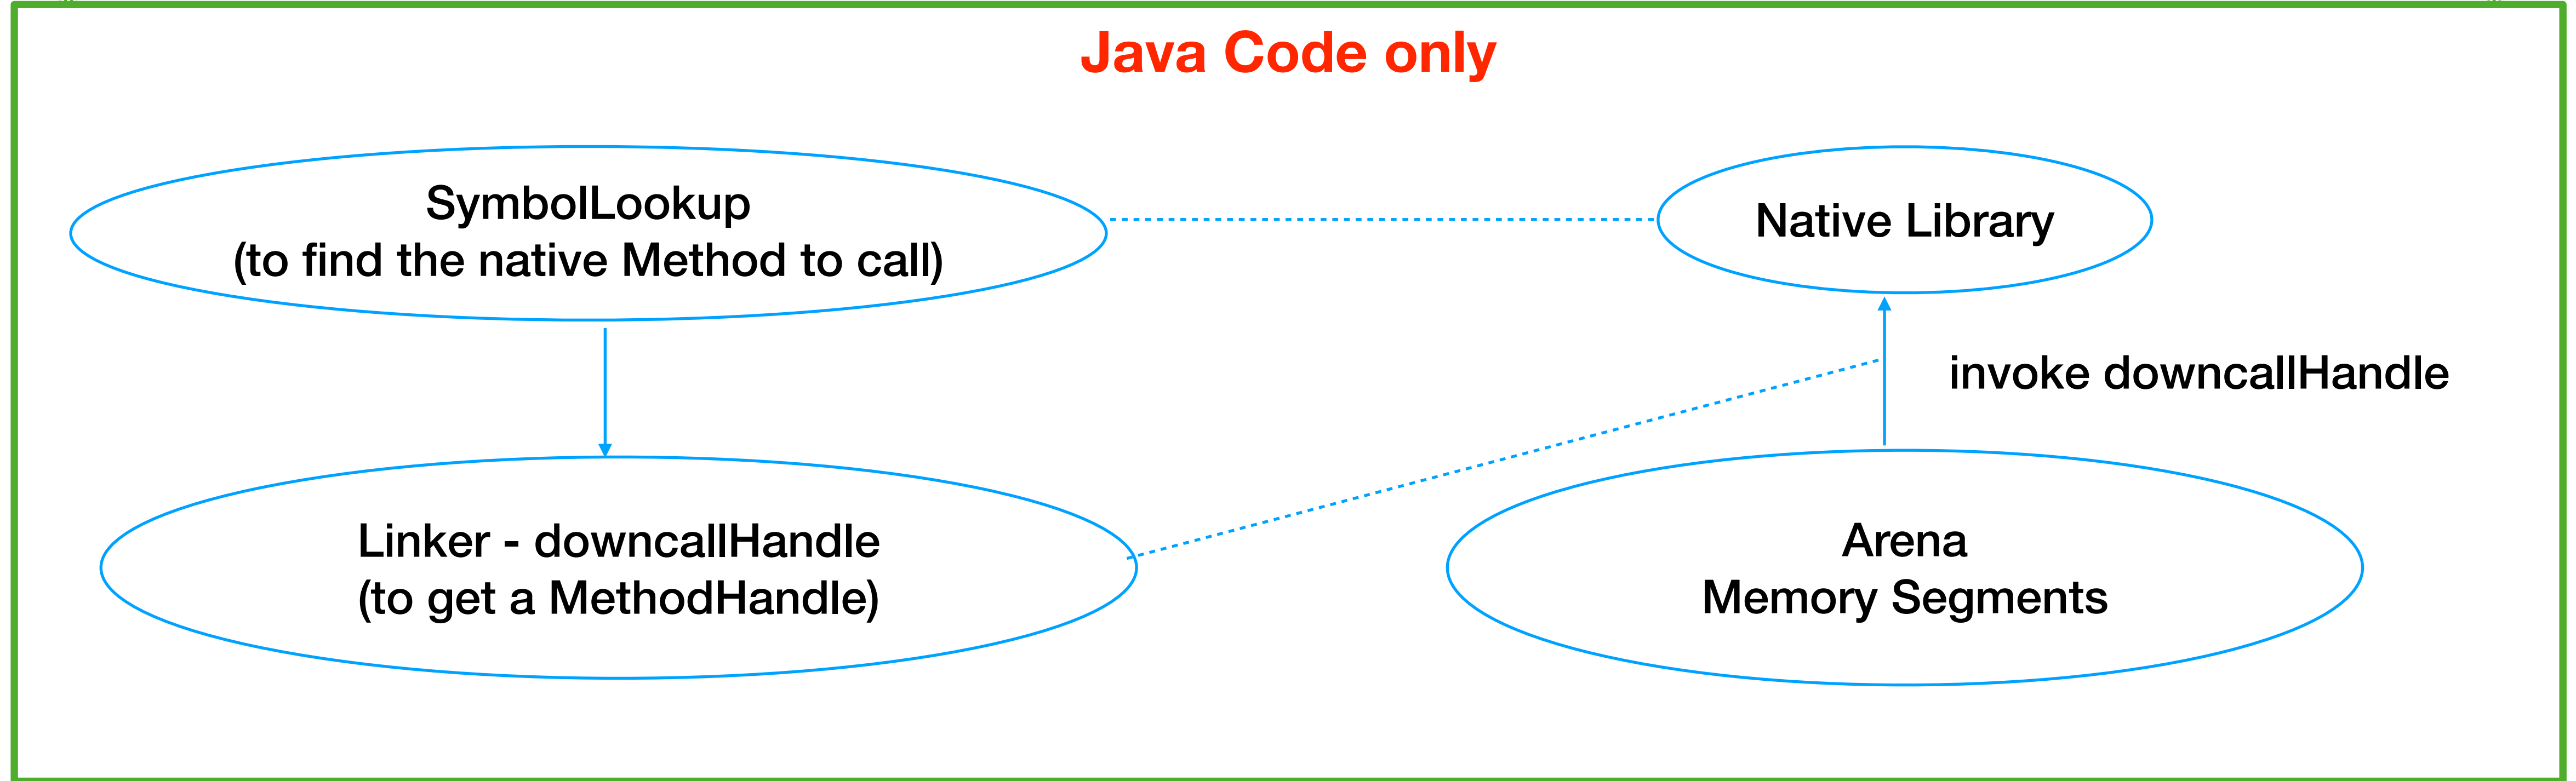 Java Code only
SymbolLookup
(to find the native Method to call)
Native Library
invoke downcallHandle
Linker - downcallHandle
(to get a MethodHandle)
Arena
Memory Segments